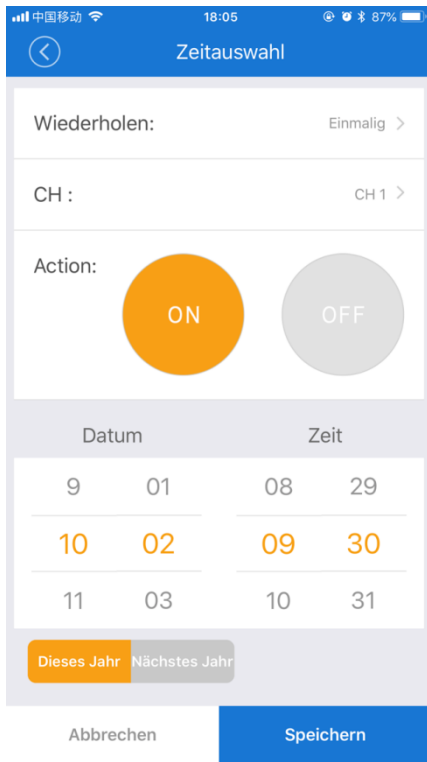 中国移动 18:05 87%
Zeitauswahl
Wiederholen: Einmalig
CH : CH 1
Action: ON OFF
Datum Zeit
9 01 08 29
10 02 09 30
11 03 10 31
Dieses Jahr Nächstes Jahr
Abbrechen Speichern